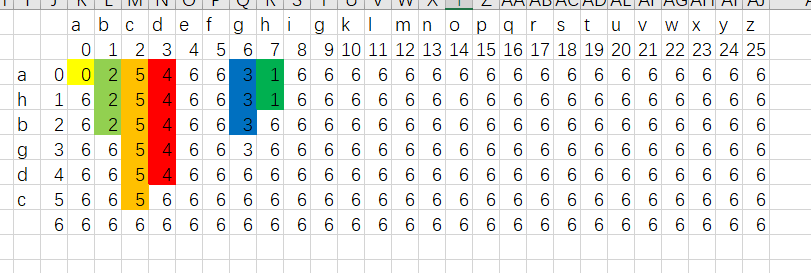 a b c d e f g h i g k l m n o p q r s t u v w x y z
0 1 2 3 4 5 6 7 8 9 10 11 12 13 14 15 16 17 18 19 20 21 22 23 24 25
a 0 0 2 5 4 6 6 3 1 6 6 6 6 6 6 6 6 6 6 6 6 6 6 6 6 6 6
h 1 6 2 5 4 6 6 3 1 6 6 6 6 6 6 6 6 6 6 6 6 6 6 6 6 6 6
b 2 6 2 5 4 6 6 3 6 6 6 6 6 6 6 6 6 6 6 6 6 6 6 6 6 6 6
g 3 6 6 5 4 6 6 3 6 6 6 6 6 6 6 6 6 6 6 6 6 6 6 6 6 6 6
d 4 6 6 5 4 6 6 6 6 6 6 6 6 6 6 6 6 6 6 6 6 6 6 6 6 6 6
c 5 6 6 5 6 6 6 6 6 6 6 6 6 6 6 6 6 6 6 6 6 6 6 6 6 6 6
6 6 6 6 6 6 6 6 6 6 6 6 6 6 6 6 6 6 6 6 6 6 6 6 6 6 6